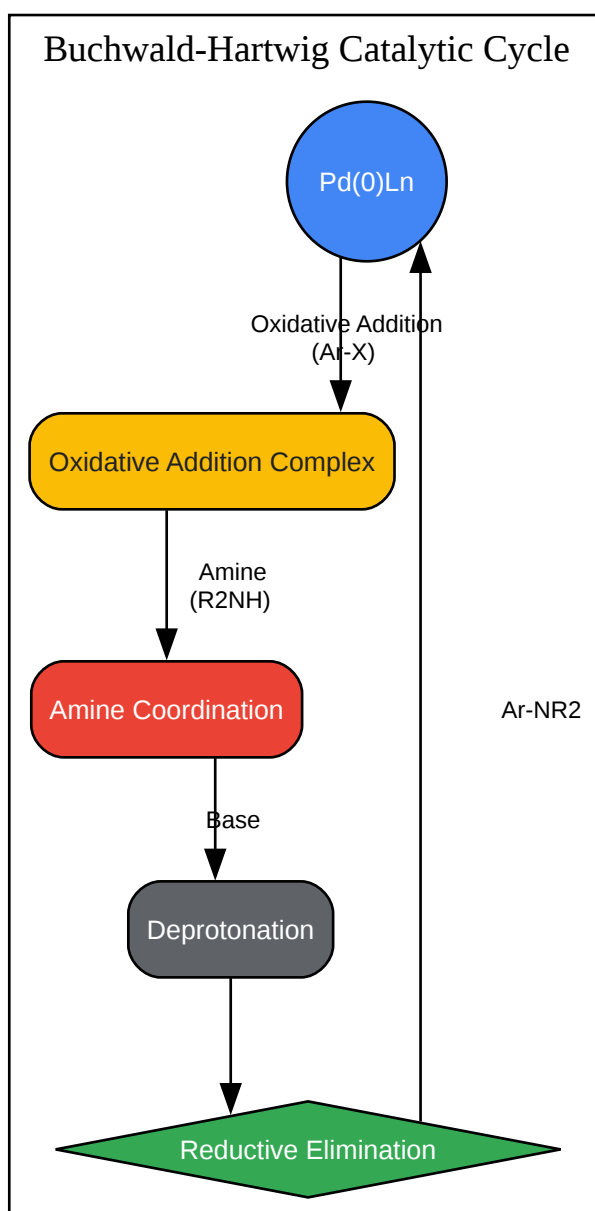 Buchwald-Hartwig Catalytic Cycle
Pd(0)Ln
Oxidative Addition
(Ar-X)
Oxidative Addition Complex
Amine
(R2NH)
Amine Coordination
Ar-NR2
Base
Deprotonation
Reductive Elimination